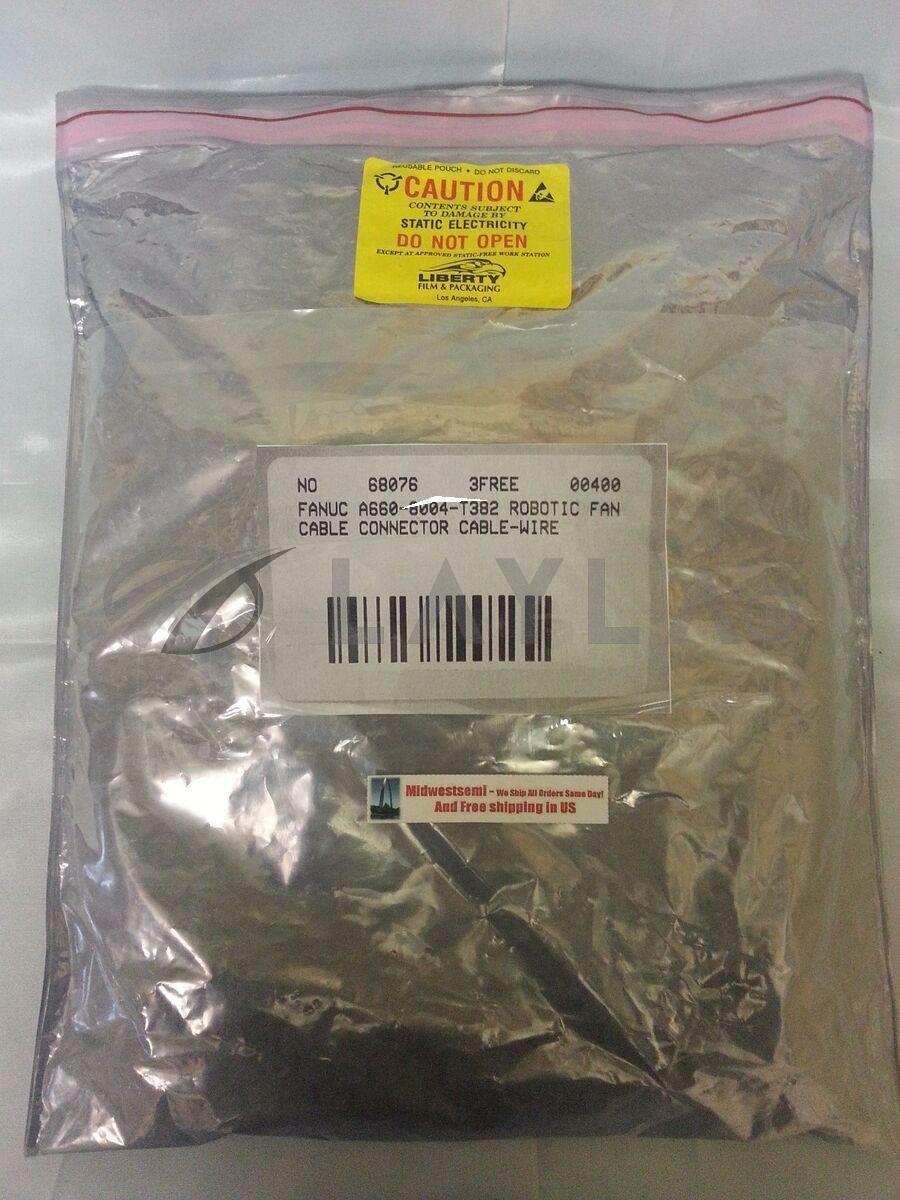 REUSABLE POUCH • DO NOT DISCARD
CAUTION
CONTENTS SUBJECT
TO DAMAGE BY
STATIC ELECTRICITY
DO NOT OPEN
EXCEPT AT APPROVED STATIC-FREE WORK STATION
LIBERTY
FILM & PACKAGING
Los Angeles, CA
NO 68076 3FREE 00400
FANUC A660-8004-T382 ROBOTIC FAN
CABLE CONNECTOR CABLE-WIRE
LAYLA
Midwestsemi - We Ship All Orders Same Day!
And Free shipping in US